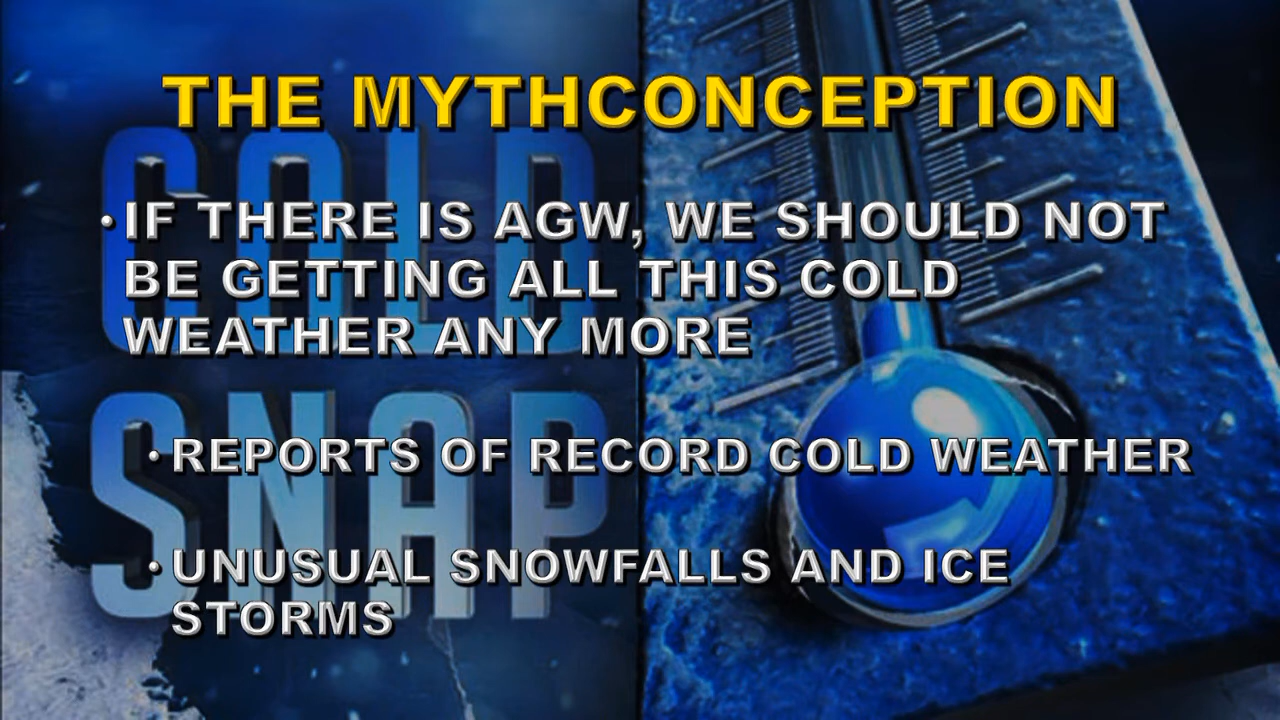 THE MYTHCONCEPTION
COLD
• IF THERE IS AGW, WE SHOULD NOT
BE GETTING ALL THIS COLD
WEATHER ANY MORE
SNAP
• REPORTS OF RECORD COLD WEATHER
• UNUSUAL SNOWFALLS AND ICE
STORMS